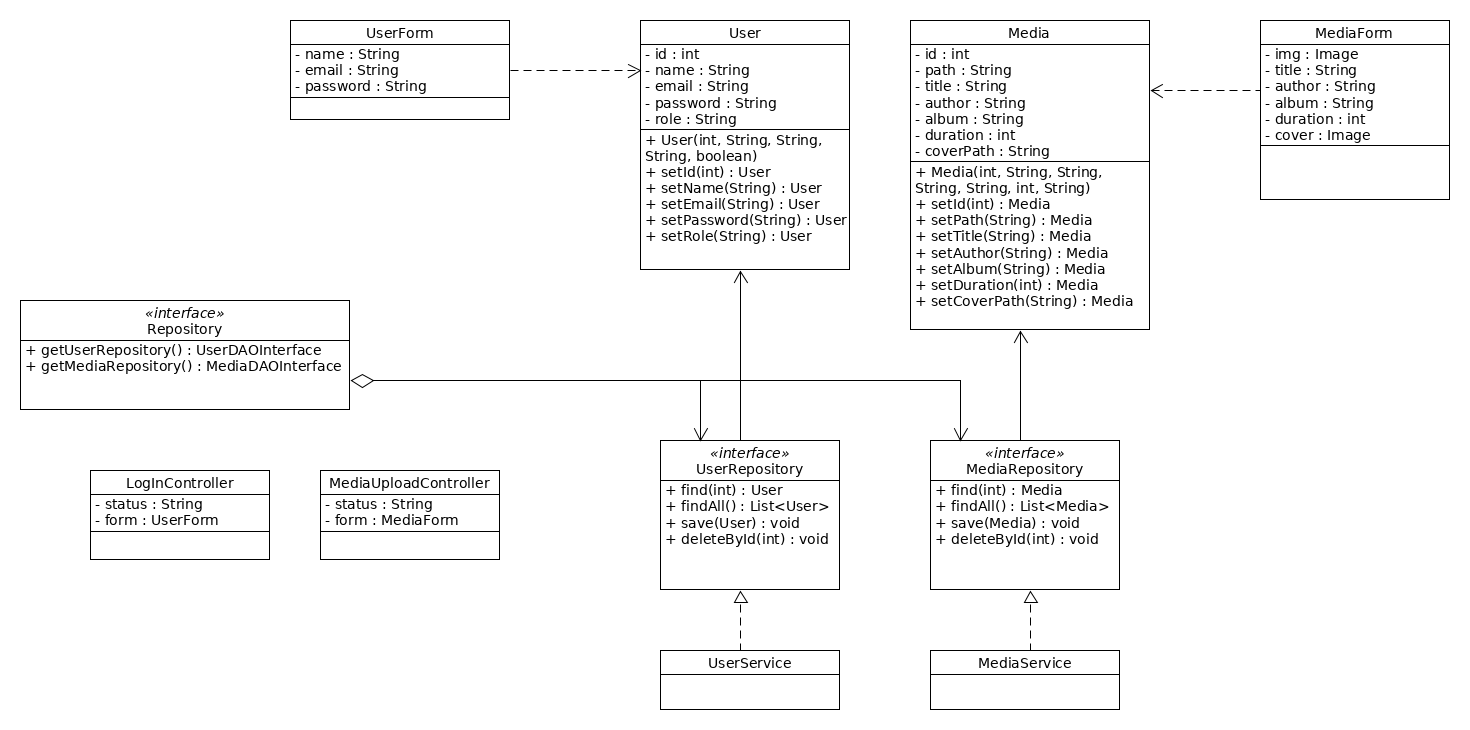 UserForm
- name : String
- email : String
- password : String
User
- id : int
- name : String
- email : String
- password : String
- role : String
+ User(int, String, String,
String, boolean)
+ setId(int) : User
+ setName(String) : User
+ setEmail(String) : User
+ setPassword(String) : User
+ setRole(String) : User
Media
- id : int
- path : String
- title : String
- author : String
- album : String
- duration : int
- coverPath : String
+ Media(int, String, String,
String, String, int, String)
+ setId(int) : Media
+ setPath(String) : Media
+ setTitle(String) : Media
+ setAuthor(String) : Media
+ setAlbum(String) : Media
+ setDuration(int) : Media
+ setCoverPath(String) : Media
MediaForm
- img : Image
- title : String
- author : String
- album : String
- duration : int
- cover : Image
«interface»
Repository
+ getUserRepository() : UserDAOInterface
+ getMediaRepository() : MediaDAOInterface
LogInController
- status : String
- form : UserForm
MediaUploadController
- status : String
- form : MediaForm
«interface»
UserRepository
+ find(int) : User
+ findAll() : List<User>
+ save(User) : void
+ deleteById(int) : void
«interface»
MediaRepository
+ find(int) : Media
+ findAll() : List<Media>
+ save(Media) : void
+ deleteById(int) : void
UserService
MediaService